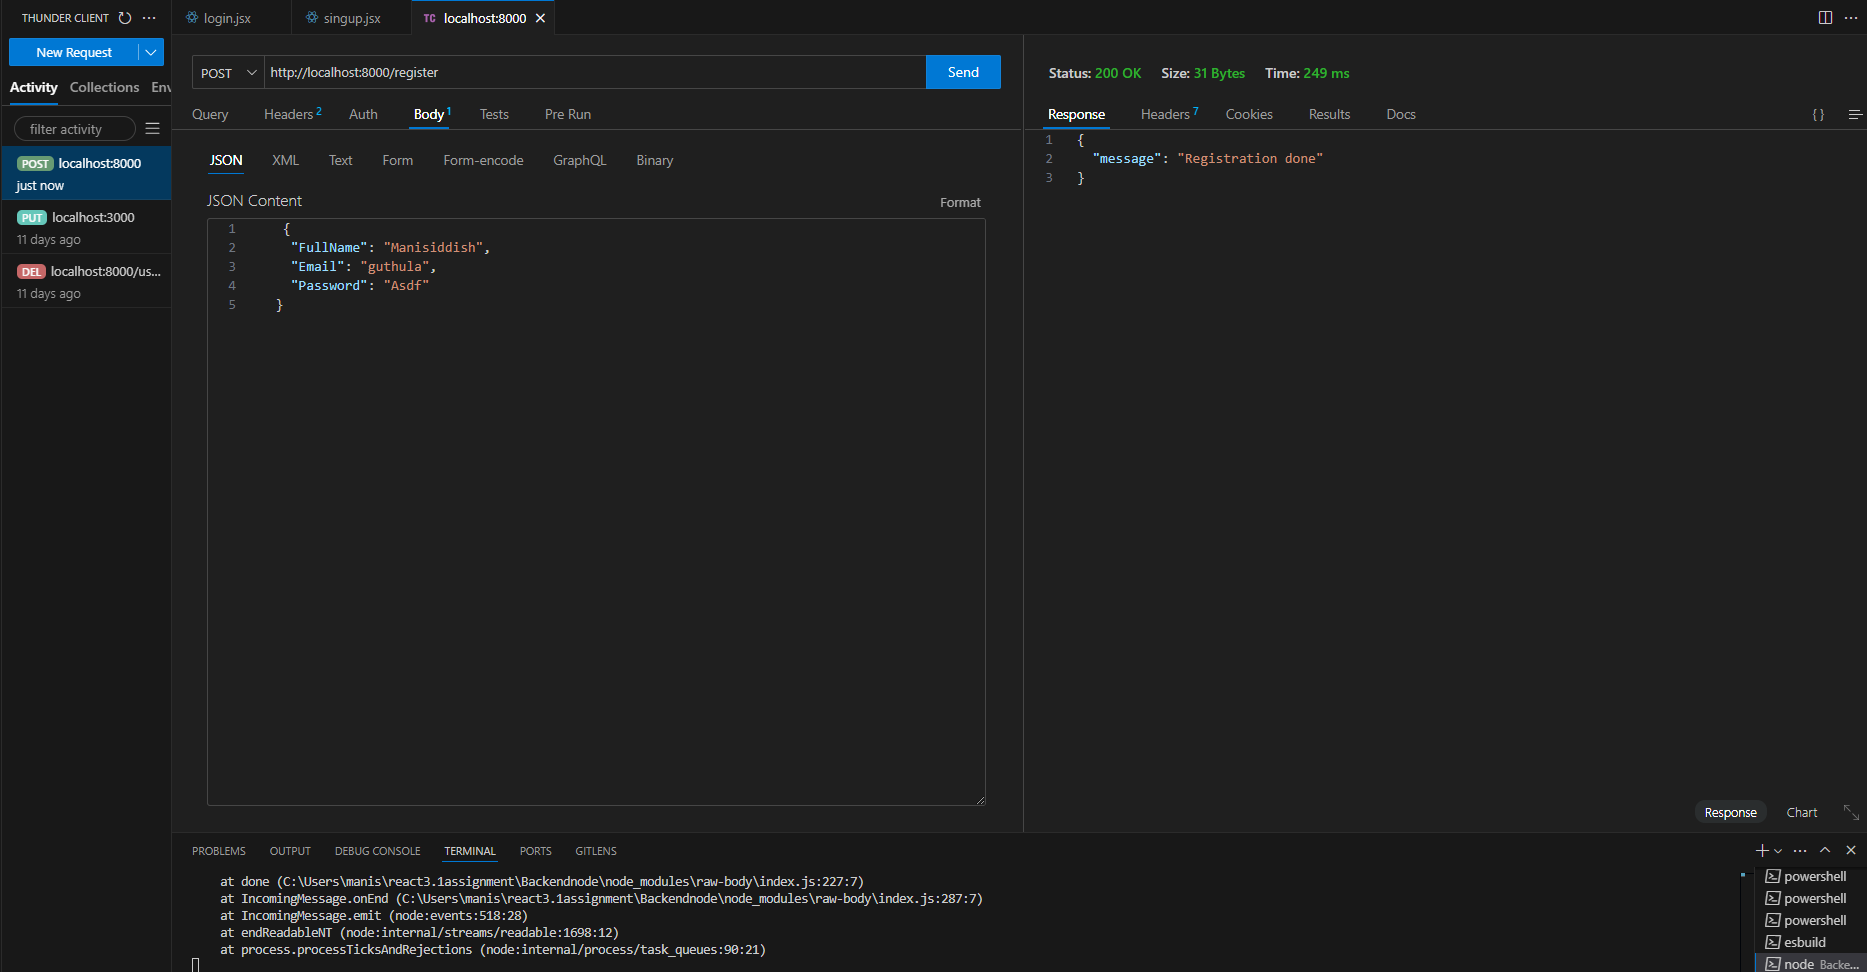 THUNDER CLIENT
New Request
Activity Collections Env
filter activity
POST localhost:8000
just now
PUT localhost:3000
11 days ago
DEL localhost:8000/us...
11 days ago
login.jsx singup.jsx TC localhost:8000
POST http://localhost:8000/register Send
Query Headers 2 Auth Body 1 Tests Pre Run
JSON XML Text Form Form-encode GraphQL Binary
JSON Content
Format
1 {
2 "FullName": "Manisiddish",
3 "Email": "guthula",
4 "Password": "Asdf"
5 }
Status: 200 OK Size: 31 Bytes Time: 249 ms
Response Headers 7 Cookies Results Docs
{ }
1 {
2 "message": "Registration done"
3 }
Response Chart
PROBLEMS OUTPUT DEBUG CONSOLE TERMINAL PORTS GITLENS
at done (C:\Users\manis\react3.1assignment\Backendnode\node_modules\raw-body\index.js:227:7)
at IncomingMessage.onEnd (C:\Users\manis\react3.1assignment\Backendnode\node_modules\raw-body\index.js:287:7)
at IncomingMessage.emit (node:events:518:28)
at endReadableNT (node:internal/streams/readable:1698:12)
at process.processTicksAndRejections (node:internal/process/task_queues:90:21)
powershell
powershell
powershell
esbuild
node Backe...